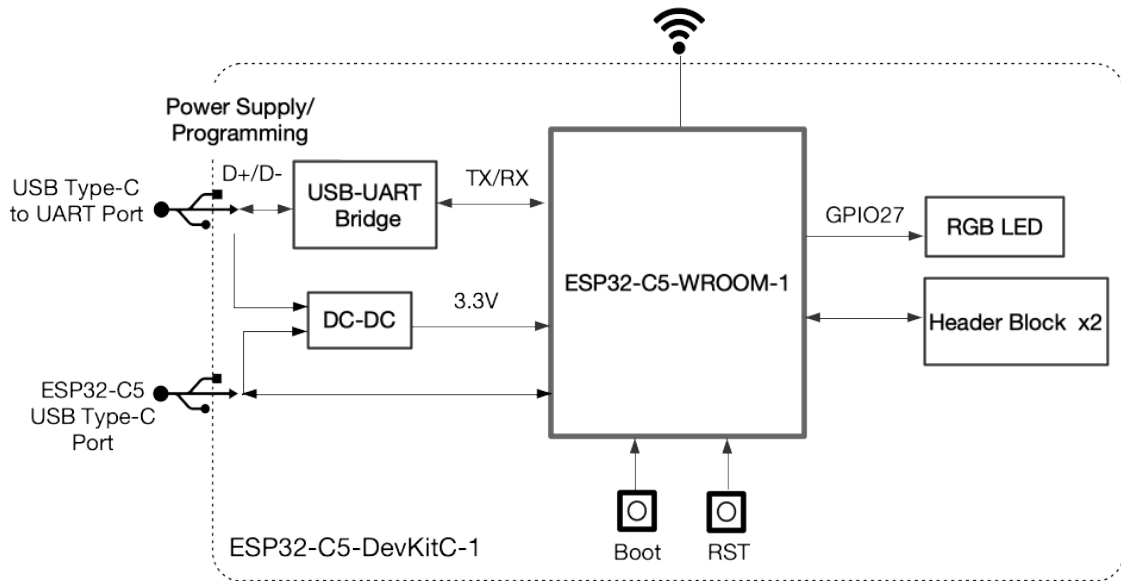 Power Supply/
Programming
USB Type-C
to UART Port
D+/D-
USB-UART
Bridge
TX/RX
GPIO27
RGB LED
ESP32-C5-WROOM-1
DC-DC
3.3V
Header Block x2
ESP32-C5
USB Type-C
Port
Boot
RST
ESP32-C5-DevKitC-1